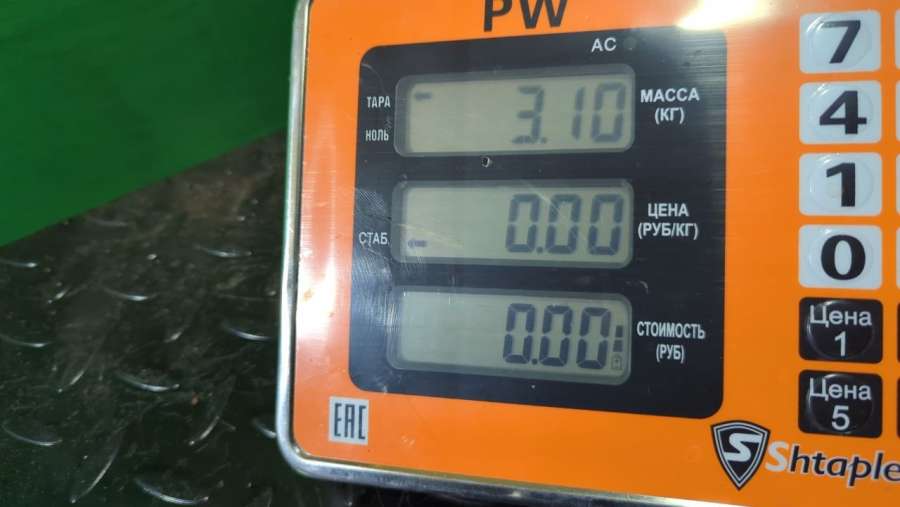 PW
AC
ТАРА
НОЛЬ
3.10
МАССА
(КГ)
СТАБ.
0.00
ЦЕНА
(РУБ/КГ)
0.00
СТОИМОСТЬ
(РУБ)
7
4
1
0
Цена
1
Цена
5
EAC
S
Shtaple